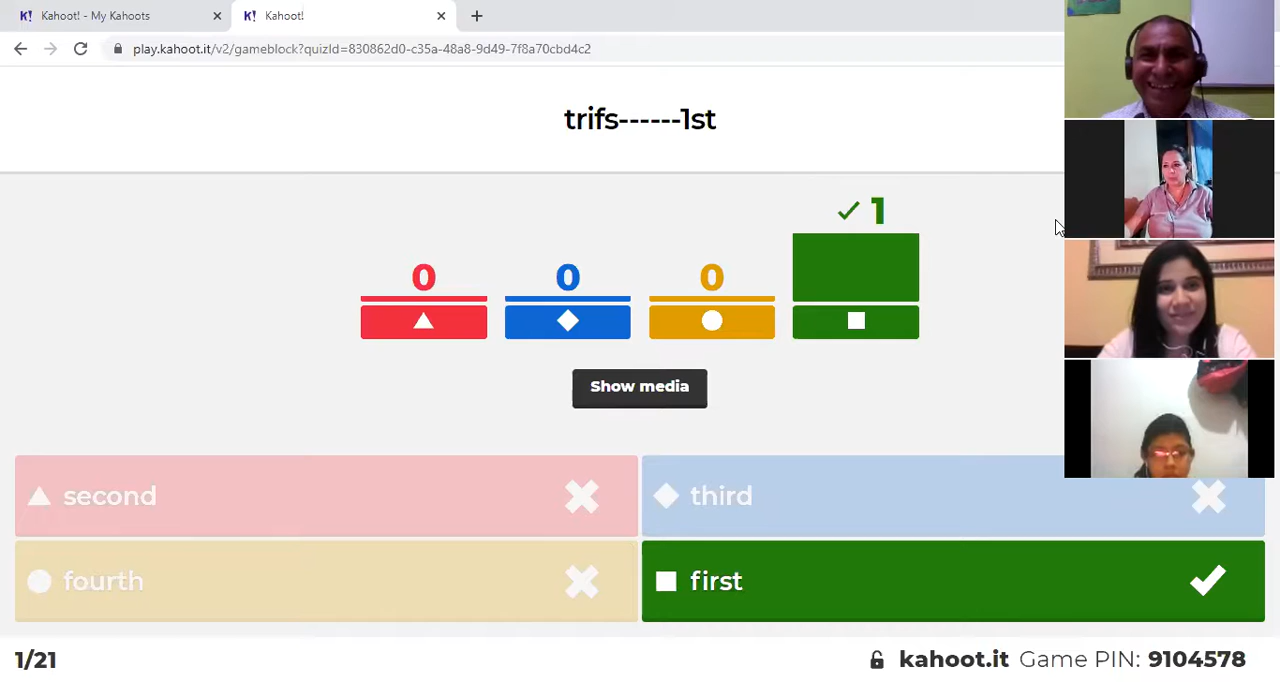 K! Kahoot! - My Kahoots
K! Kahoot!
play.kahoot.it/v2/gameblock?quizId=830862d0-c35a-48a8-9d49-7f8a70cbd4c2
trifs------1st
0
0
0
1
Show media
second
third
fourth
first
1/21
kahoot.it Game PIN: 9104578